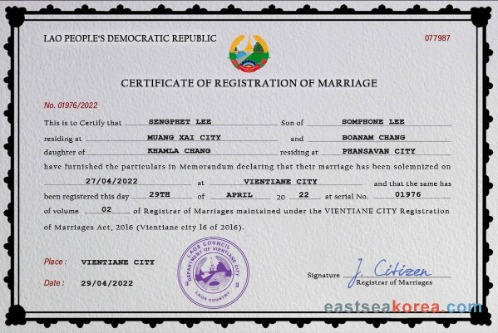 LAO PEOPLE'S DEMOCRATIC REPUBLIC 077987
CERTIFICATE OF REGISTRATION OF MARRIAGE
No. 01976/2022
This is to Certify that SENGPHET LEE Son of SOMPHONE LEE
residing at MUANG XAI CITY and BOANAM CHANG
daughter of KHAMLA CHANG residing at PHANSAVAN CITY
have furnished the particulars in Memorandum declaring that their marriage has been solemnized on
27/04/2022 at VIENTIANE CITY and that the same has
been registered this day 29TH of APRIL 20 22 at serial No. 01976
of volume 02 of Registrar of Marriages maintained under the VIENTIANE CITY Registration
of Marriages Act, 2016 (Vientiane city 16 of 2016).
LAOS COUNCIL
DEPARTMENT OF VIENTIANE CITY
LAOS COUNTRY
Place : VIENTIANE CITY
Date : 29/04/2022
Signature J. Citizen
Registrar of Marriages
eastseakorea.com